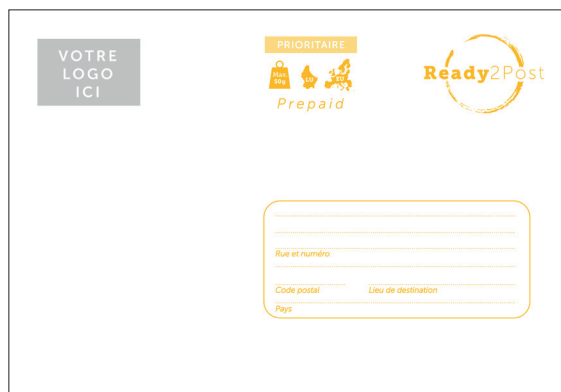 VOTRE
LOGO
ICI
PRIORITAIRE
Max.
50g
LU
EU
Prepaid
Ready2Post
Rue et numéro
Code postal Lieu de destination
Pays